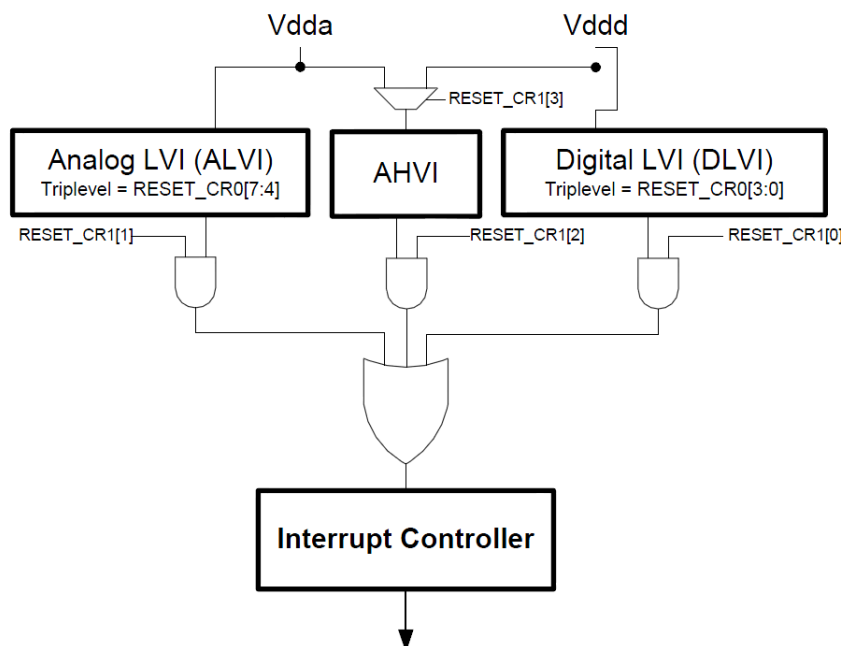 Vdda
Vddd
RESET_CR1[3]
Analog LVI (ALVI)
Triplevel = RESET_CR0[7:4]
AHVI
Digital LVI (DLVI)
Triplevel = RESET_CR0[3:0]
RESET_CR1[1]
RESET_CR1[2]
RESET_CR1[0]
Interrupt Controller